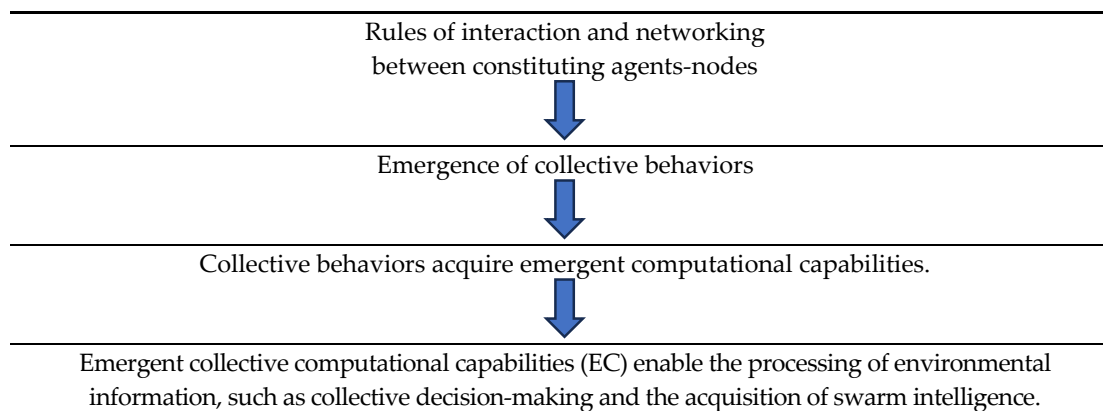 Rules of interaction and networking
between constituting agents-nodes
Emergence of collective behaviors
Collective behaviors acquire emergent computational capabilities.
Emergent collective computational capabilities (EC) enable the processing of environmental
information, such as collective decision-making and the acquisition of swarm intelligence.